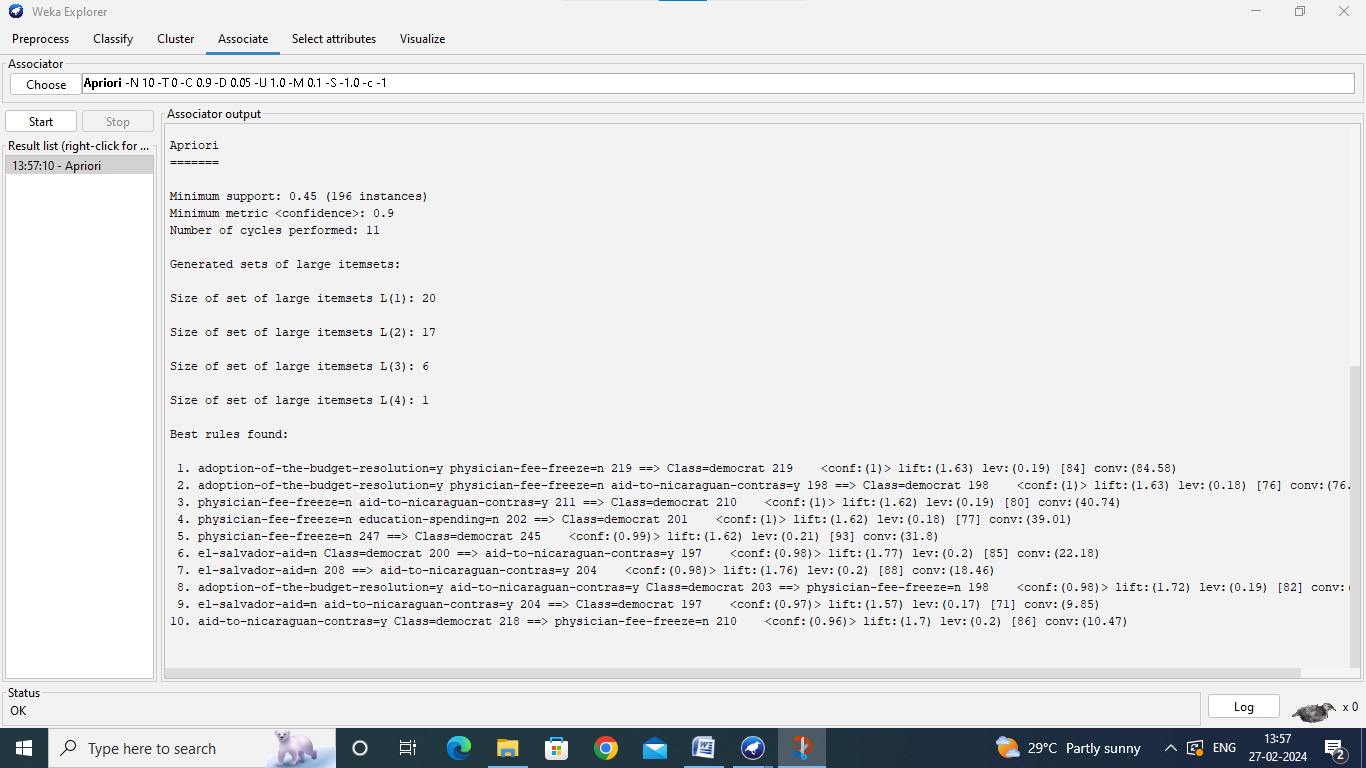 Weka Explorer
Preprocess Classify Cluster Associate Select attributes Visualize
Associator
Choose Apriori -N 10 -T 0 -C 0.9 -D 0.05 -U 1.0 -M 0.1 -S -1.0 -c -1
Start Stop
Result list (right-click for ...
13:57:10 - Apriori
Associator output
Apriori
=======
Minimum support: 0.45 (196 instances)
Minimum metric <confidence>: 0.9
Number of cycles performed: 11
Generated sets of large itemsets:
Size of set of large itemsets L(1): 20
Size of set of large itemsets L(2): 17
Size of set of large itemsets L(3): 6
Size of set of large itemsets L(4): 1
Best rules found:
1. adoption-of-the-budget-resolution=y physician-fee-freeze=n 219 ==> Class=democrat 219 <conf:(1)> lift:(1.63) lev:(0.19) [84] conv:(84.58)
2. adoption-of-the-budget-resolution=y physician-fee-freeze=n aid-to-nicaraguan-contras=y 198 ==> Class=democrat 198 <conf:(1)> lift:(1.63) lev:(0.18) [76] conv:(76.
3. physician-fee-freeze=n aid-to-nicaraguan-contras=y 211 ==> Class=democrat 210 <conf:(1)> lift:(1.62) lev:(0.19) [80] conv:(40.74)
4. physician-fee-freeze=n education-spending=n 202 ==> Class=democrat 201 <conf:(1)> lift:(1.62) lev:(0.18) [77] conv:(39.01)
5. physician-fee-freeze=n 247 ==> Class=democrat 245 <conf:(0.99)> lift:(1.62) lev:(0.21) [93] conv:(31.8)
6. el-salvador-aid=n Class=democrat 200 ==> aid-to-nicaraguan-contras=y 197 <conf:(0.98)> lift:(1.77) lev:(0.2) [85] conv:(22.18)
7. el-salvador-aid=n 208 ==> aid-to-nicaraguan-contras=y 204 <conf:(0.98)> lift:(1.76) lev:(0.2) [88] conv:(18.46)
8. adoption-of-the-budget-resolution=y aid-to-nicaraguan-contras=y Class=democrat 203 ==> physician-fee-freeze=n 198 <conf:(0.98)> lift:(1.72) lev:(0.19) [82] conv:(
9. el-salvador-aid=n aid-to-nicaraguan-contras=y 204 ==> Class=democrat 197 <conf:(0.97)> lift:(1.57) lev:(0.17) [71] conv:(9.85)
10. aid-to-nicaraguan-contras=y Class=democrat 218 ==> physician-fee-freeze=n 210 <conf:(0.96)> lift:(1.7) lev:(0.2) [86] conv:(10.47)
Status
OK
Log x 0
Type here to search
29°C Partly sunny
ENG
13:57
27-02-2024
2